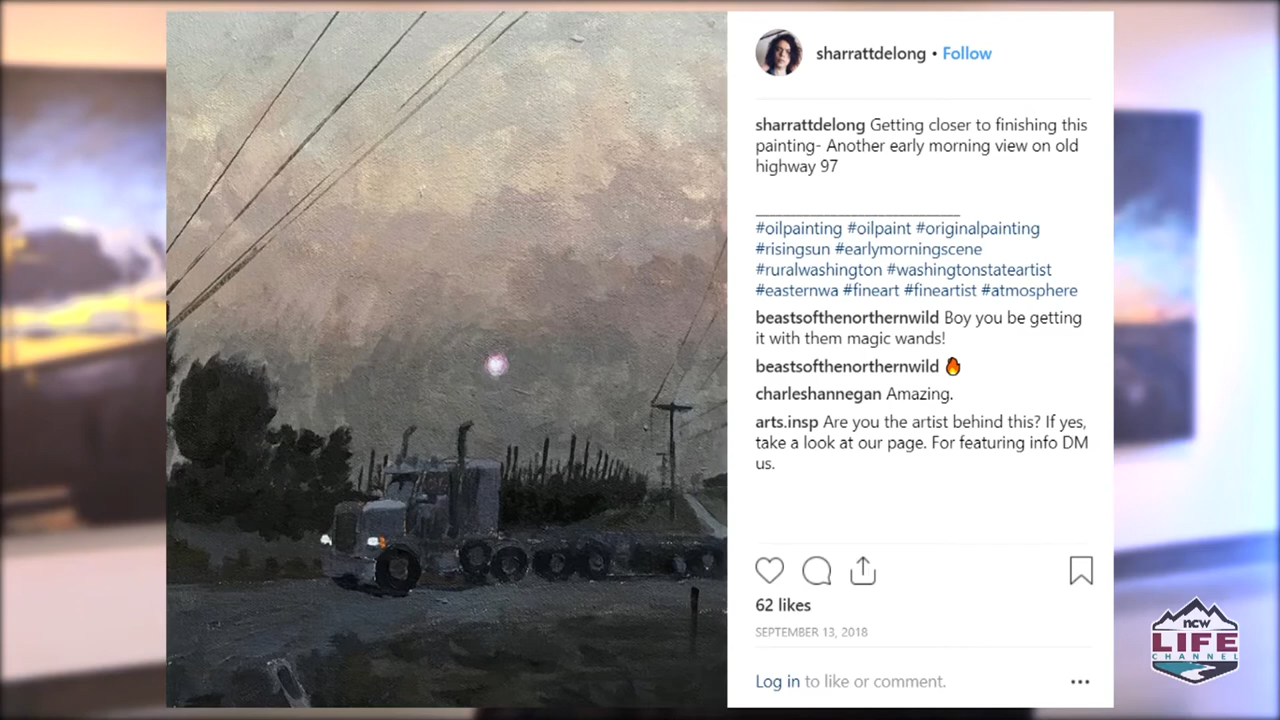 sharrattdelong • Follow
sharrattdelong Getting closer to finishing this
painting- Another early morning view on old
highway 97
#oilpainting #oilpaint #originalpainting
#risingsun #earlymorningscene
#ruralwashington #washingtonstateartist
#easternwa #fineart #fineartist #atmosphere
beastsofthenorthernwild Boy you be getting
it with them magic wands!
beastsofthenorthernwild 🔥
charleshannegan Amazing.
arts.insp Are you the artist behind this? If yes,
take a look at our page. For featuring info DM
us.
62 likes
SEPTEMBER 13, 2018
Log in to like or comment.
ncw
LIFE
CHANNEL